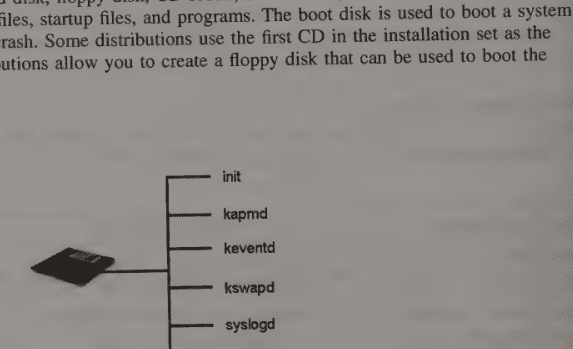 files, startup files, and programs. The boot disk is used to boot a system
rash. Some distributions use the first CD in the installation set as the
utions allow you to create a floppy disk that can be used to boot the
init
kapmd
keventd
kswapd
syslogd